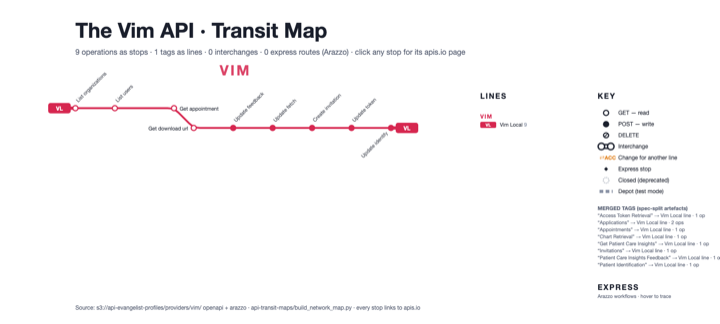 The Vim API · Transit Map
9 operations as stops · 1 tags as lines · 0 interchanges · 0 express routes (Arazzo) · click any stop for its apis.io page
VIM
List organizations
List users
Get appointment
Get download url
Update feedback
Update fetch
Create invitation
Update token
Update identify
VL
VL
LINES
VIM
VL Vim Local
KEY
GET — read
POST — write
DELETE
Interchange
Change for another line
Express stop
Closed (deprecated)
Depot (test mode)
MERGED TAGS (spec-split artefacts)
"Access Token Retrieval" → Vim Local line · 1 op
"Applications" → Vim Local line · 2 ops
"Appointments" → Vim Local line · 1 op
"Chart Retrieval" → Vim Local line · 1 op
"Get Patient Care Insights" → Vim Local line · 1 op
"Invitations" → Vim Local line · 1 op
"Patient Care Insights Feedback" → Vim Local line · 1 o
"Patient Identification" → Vim Local line · 1 op
EXPRESS
Arazzo workflows · hover to trace
Source: s3://api-evangelist-profiles/providers/vim/ openapi + arazzo · api-transit-maps/build_network_map.py · every stop links to apis.io